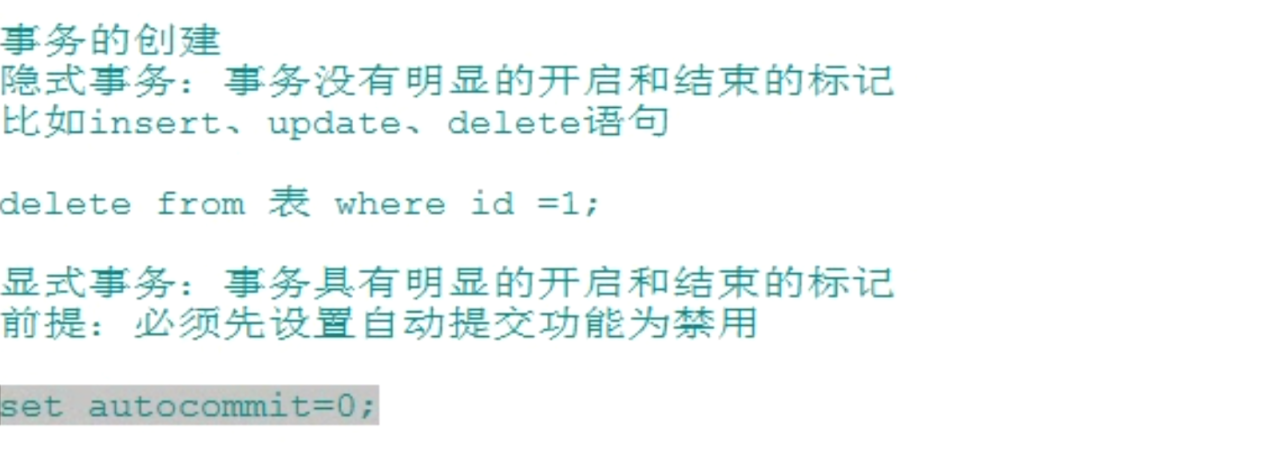 事务的创建
隐式事务：事务没有明显的开启和结束的标记
比如insert、update、delete语句
delete from 表 where id =1;
显式事务：事务具有明显的开启和结束的标记
前提：必须先设置自动提交功能为禁用
set autocommit=0;